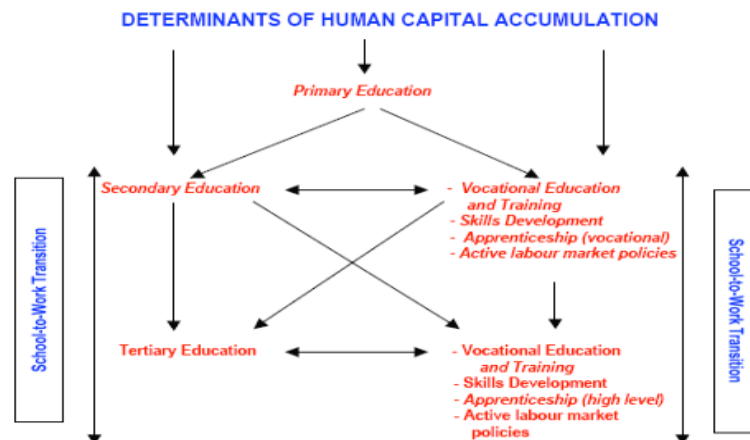 DETERMINANTS OF HUMAN CAPITAL ACCUMULATION
Primary Education
Secondary Education
- Vocational Education
and Training
- Skills Development
- Apprenticeship (vocational)
- Active labour market policies
School-to-Work Transition
School-to-Work Transition
Tertiary Education
- Vocational Education
and Training
- Skills Development
- Apprenticeship (high level)
- Active labour market
policies